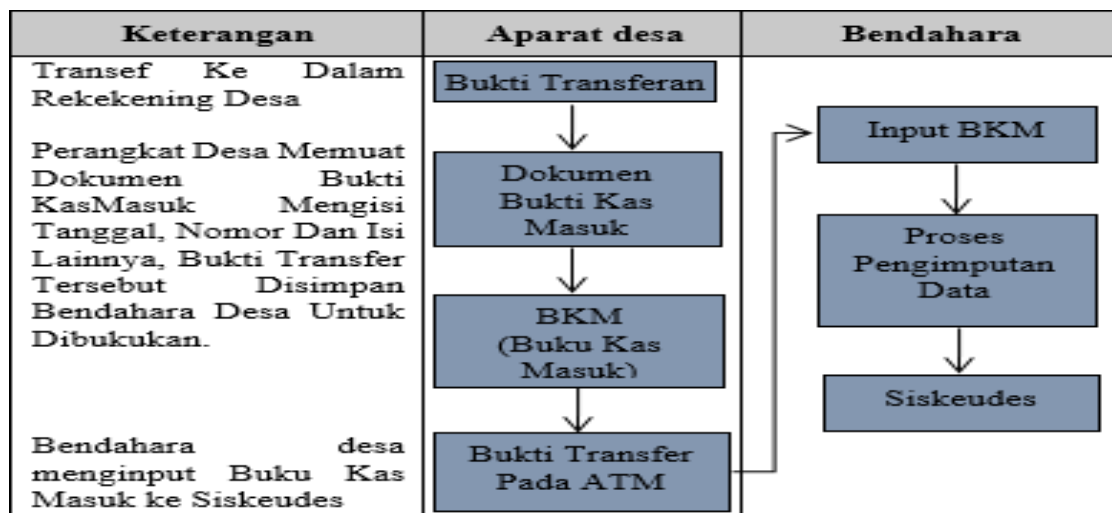 Keterangan
Aparat desa
Bendahara
Transef Ke Dalam
Rekekening Desa
Perangkat Desa Memuat
Dokumen Bukti
KasMasuk Mengisi
Tanggal, Nomor Dan Isi
Lainnya, Bukti Transfer
Tersebut Disimpan
Bendahara Desa Untuk
Dibukukan.
Bendahara desa
menginput Buku Kas
Masuk ke Siskeudes
Bukti Transferan
Dokumen
Bukti Kas
Masuk
BKM
(Buku Kas
Masuk)
Bukti Transfer
Pada ATM
Input BKM
Proses
Pengimputan
Data
Siskeudes